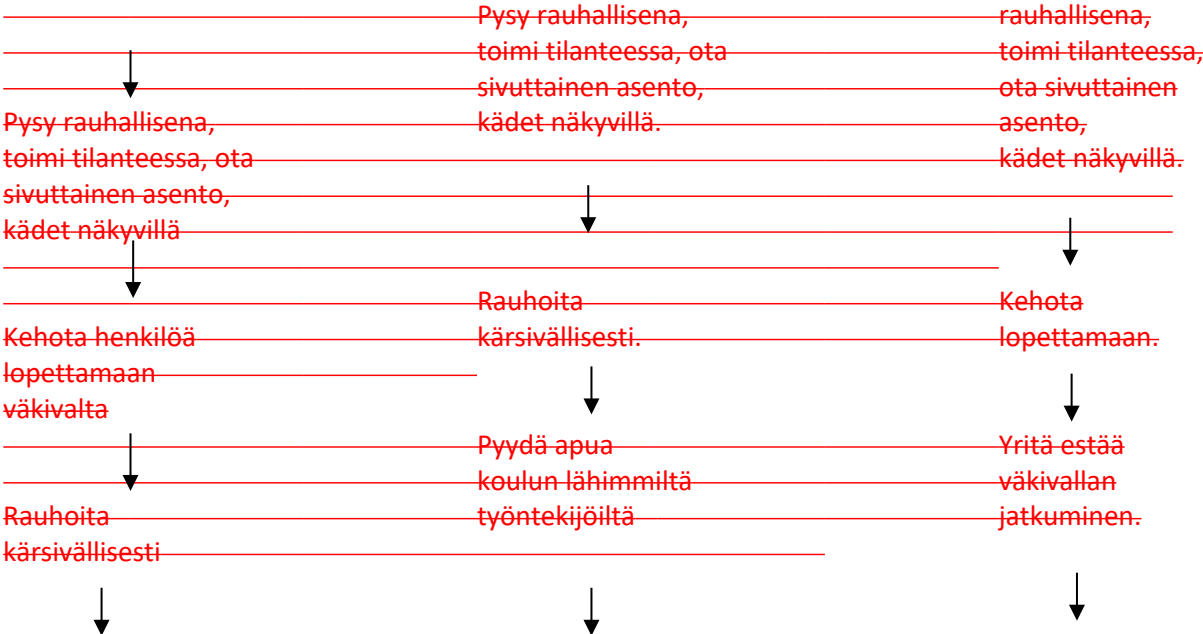 Pysy rauhallisena,
toimi tilanteessa, ota
sivuttainen asento,
kädet näkyvillä
Kehota henkilöä
lopettamaan
väkivalta
Rauhoita
kärsivällisesti
Pysy rauhallisena,
toimi tilanteessa, ota
sivuttainen asento,
kädet näkyvillä.
Rauhoita
kärsivällisesti.
Pyydä apua
koulun lähimmiltä
työntekijöiltä
rauhallisena,
toimi tilanteessa,
ota sivuttainen
asento,
kädet näkyvillä.
Kehota
lopettamaan.
Yritä estää
väkivallan
jatkuminen.